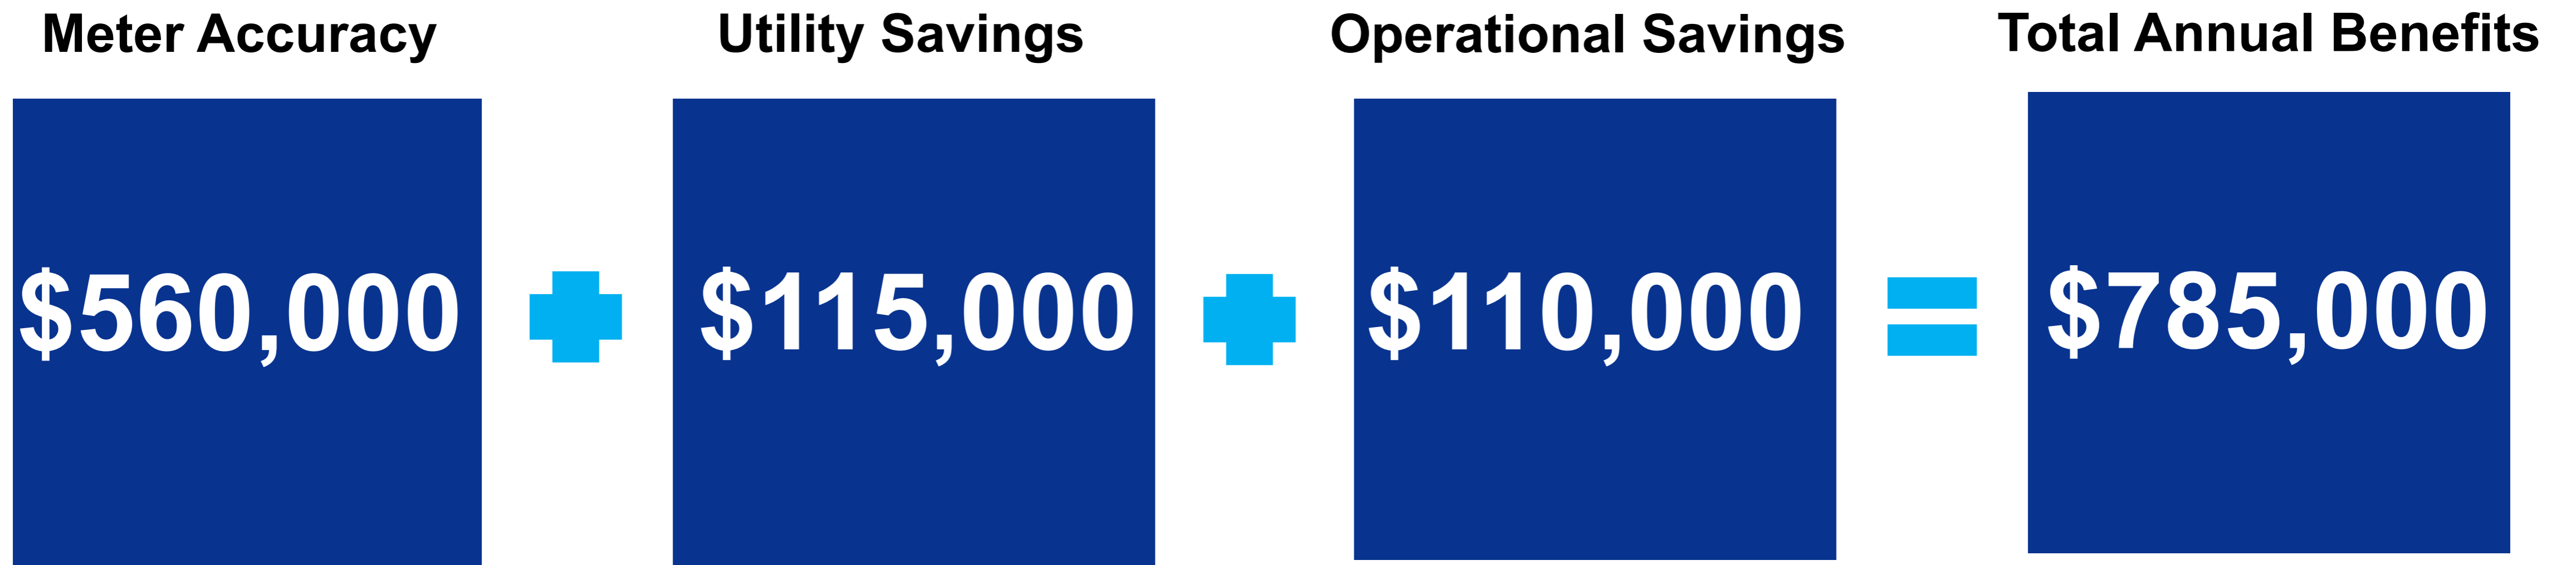 Meter Accuracy
Utility Savings
Operational Savings
Total Annual Benefits
$560,000
$115,000
$110,000
$785,000